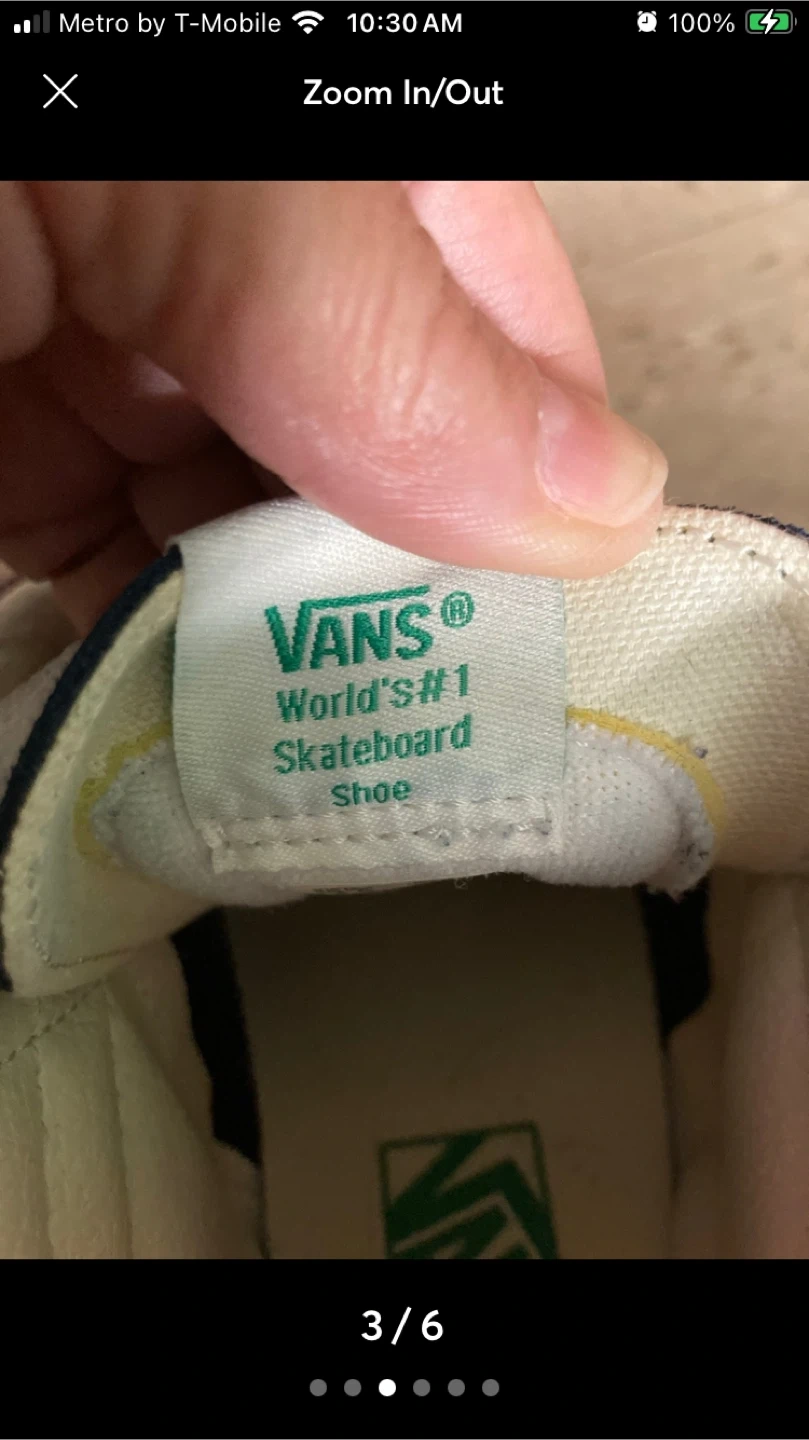 Metro by T-Mobile 10:30 AM 100%
Zoom In/Out
VANS®
World's#1
Skateboard
Shoe
3/6